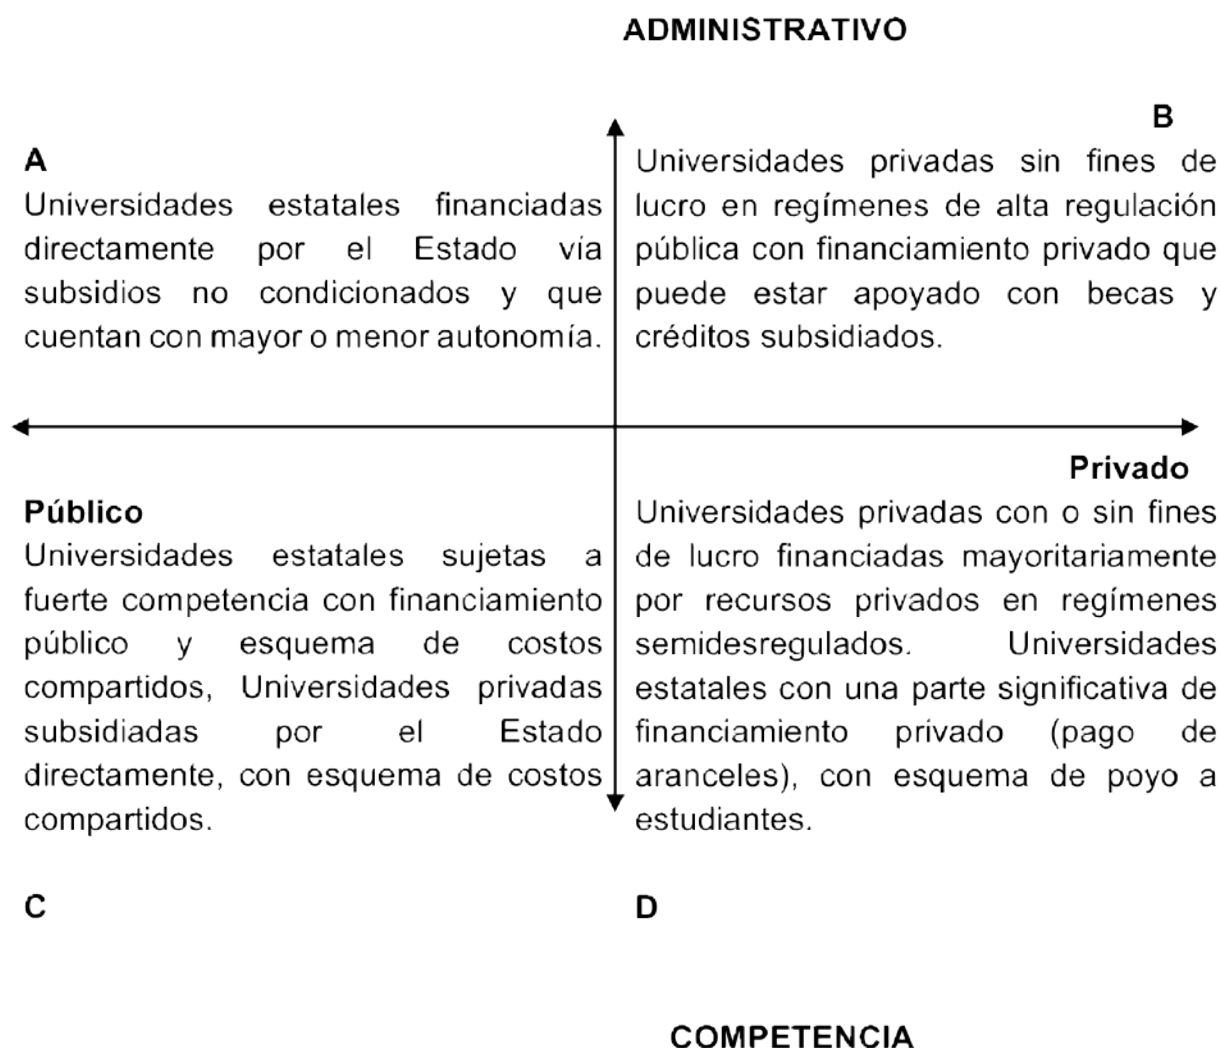 ADMINISTRATIVO
A
Universidades estatales financiadas
directamente por el Estado vía
subsidios no condicionados y que
cuentan con mayor o menor autonomía.
B
Universidades privadas sin fines de
lucro en regímenes de alta regulación
pública con financiamiento privado que
puede estar apoyado con becas y
créditos subsidiados.
Público
Universidades estatales sujetas a
fuerte competencia con financiamiento
público y esquema de costos
compartidos, Universidades privadas
subsidiadas por el Estado
directamente, con esquema de costos
compartidos.
C
Privado
Universidades privadas con o sin fines
de lucro financiadas mayoritariamente
por recursos privados en regímenes
semidesregulados. Universidades
estatales con una parte significativa de
financiamiento privado (pago de
aranceles), con esquema de poyo a
estudiantes.
D
COMPETENCIA